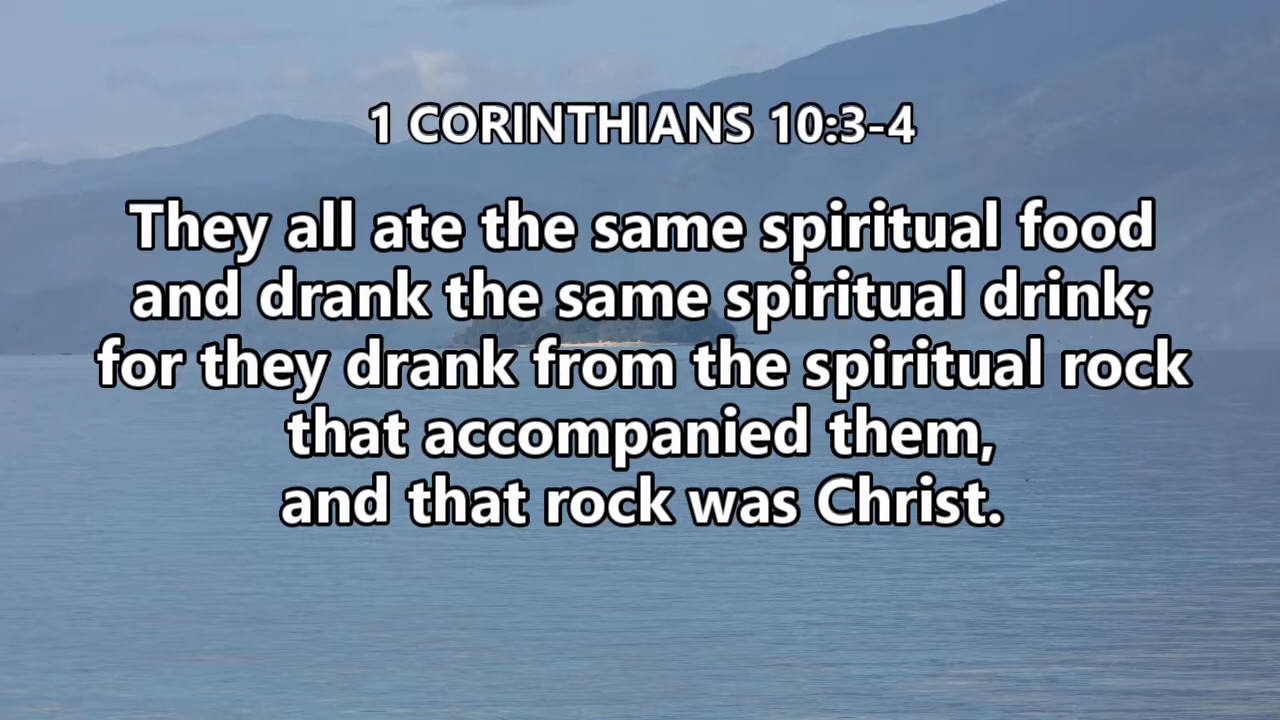 1 CORINTHIANS 10:3-4
They all ate the same spiritual food
and drank the same spiritual drink;
for they drank from the spiritual rock
that accompanied them,
and that rock was Christ.